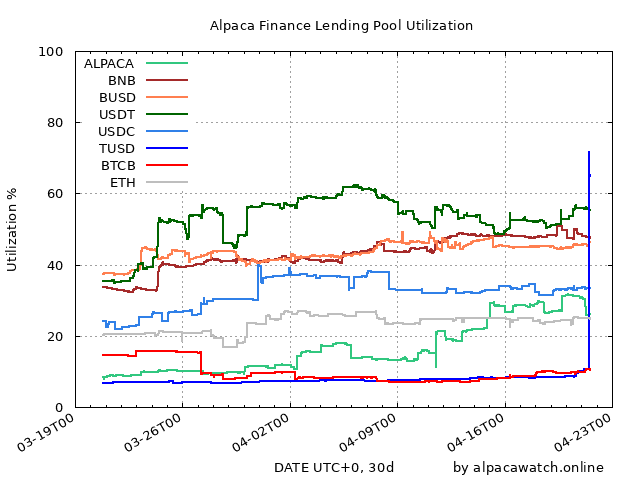 Alpaca Finance Lending Pool Utilization
100
80
60
40
20
0
Utilization %
ALPACA
BNB
BUSD
USDT
USDC
TUSD
BTCB
ETH
03-19T00
03-26T00
04-02T00
04-09T00
04-16T00
04-23T00
DATE UTC+0, 30d
by alpacawatch.online